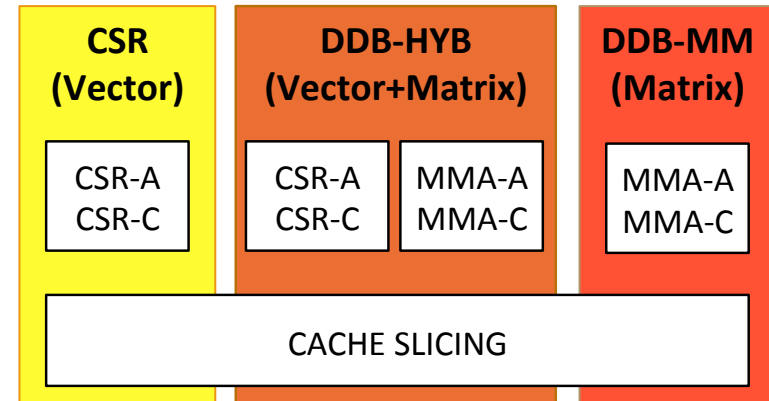 CSR
(Vector)
DDB-HYB
(Vector+Matrix)
DDB-MM
(Matrix)
CSR-A
CSR-C
CSR-A
CSR-C
MMA-A
MMA-C
MMA-A
MMA-C
CACHE SLICING